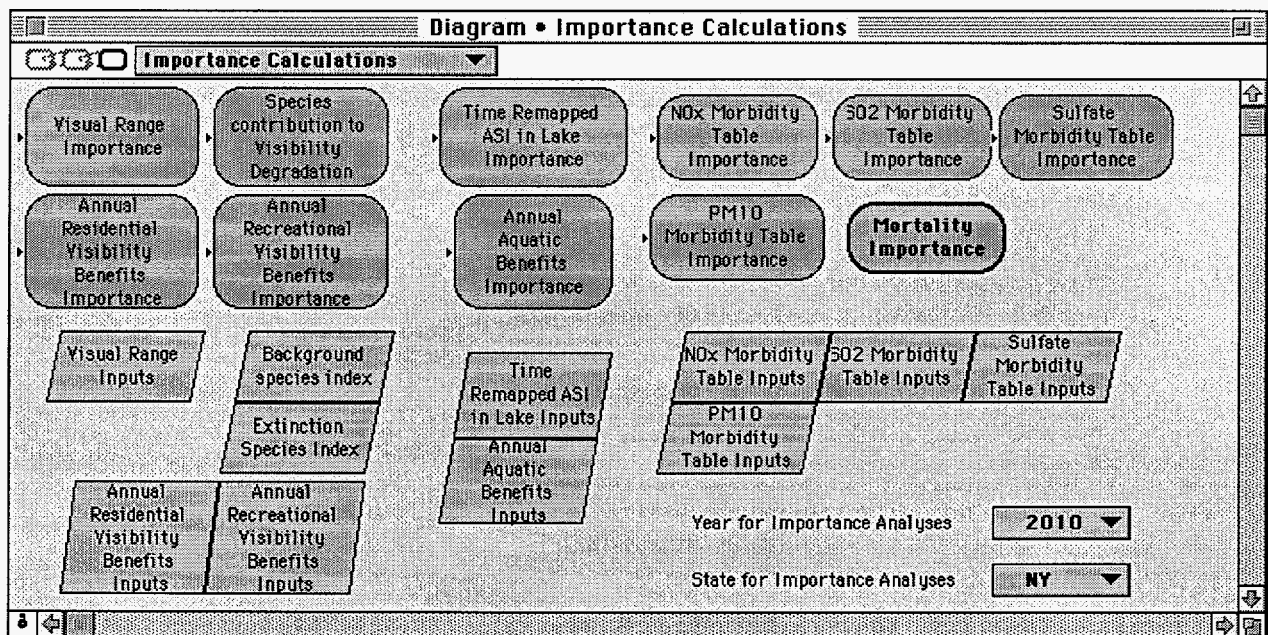 Diagram • Importance Calculations
Importance Calculations
Visual Range
Importance
Species
contribution to
Visibility
Degradation
Time Remapped
ASI in Lake
Importance
NOx Morbidity
Table
Importance
SO2 Morbidity
Table
Importance
Sulfate
Morbidity Table
Importance
Annual
Residential
Visibility
Benefits
Importance
Annual
Recreational
Visibility
Benefits
Importance
Annual
Aquatic
Benefits
Importance
PM10
Morbidity Table
Importance
Mortality
Importance
Visual Range
Inputs
Background
species index
Extinction
Species Index
Time
Remapped ASI
in Lake Inputs
Annual
Aquatic
Benefits
Inputs
NOx Morbidity
Table Inputs
SO2 Morbidity
Table Inputs
Sulfate
Morbidity
Table Inputs
PM10
Morbidity
Table Inputs
Annual
Residential
Visibility
Benefits
Inputs
Annual
Recreational
Visibility
Benefits
Inputs
Year for Importance Analyses 2010
State for Importance Analyses NY